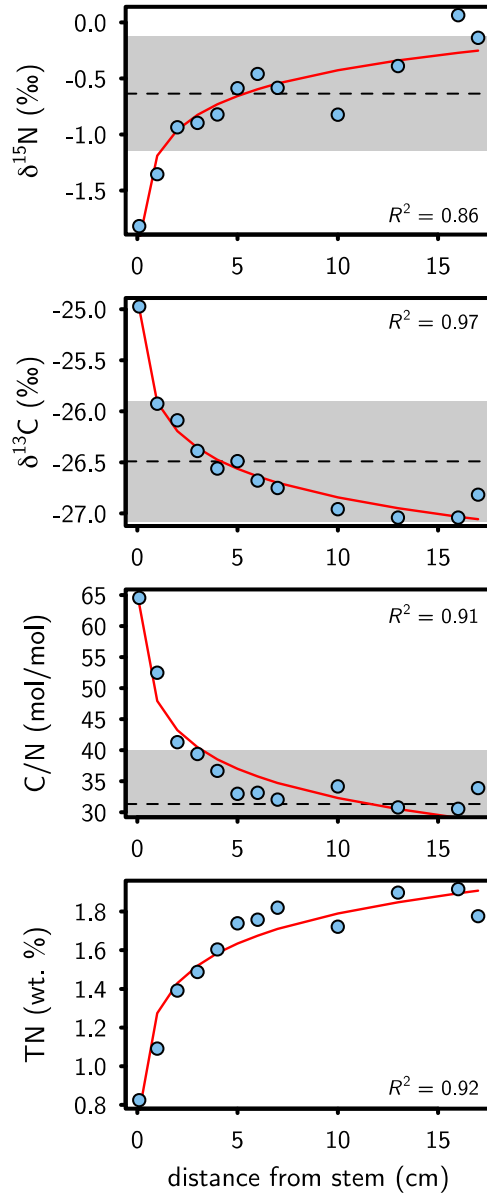 0.0
-0.5
-1.0
-1.5
δ¹⁵N (‰)
R² = 0.86
0 5 10 15
-25.0
-25.5
-26.0
-26.5
-27.0
δ¹³C (‰)
R² = 0.97
0 5 10 15
65
60
55
50
45
40
35
30
C/N (mol/mol)
R² = 0.91
0 5 10 15
1.8
1.6
1.4
1.2
1.0
0.8
TN (wt. %)
R² = 0.92
0 5 10 15
distance from stem (cm)